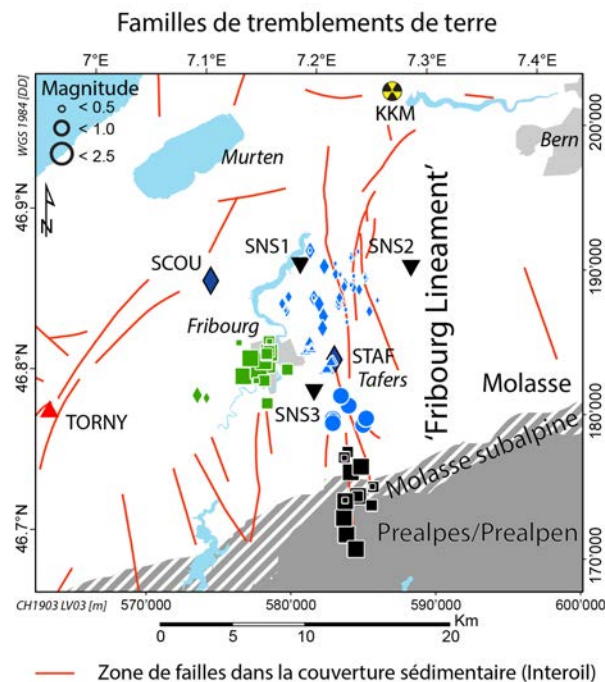 Familles de tremblements de terre
7°E 7.1°E 7.2°E 7.3°E 7.4°E
WGS 1984 [DD]
Magnitude
< 0.5
< 1.0
< 2.5
N
KKM
Bern
Murten
200'000
46.9°N
SNS1
SNS2
SCOU
190'000
Fribourg
'Fribourg Lineament'
46.8°N
STAF
Tafers
Molasse
TORNY
SNS3
180'000
Molasse subalpine
46.7°N
Prealpes/Prealpen
170'000
CH1903 LV03 [m]
570'000 580'000 590'000 600'000
Km
0 5 10 20
Zone de failles dans la couverture sédimentaire (Interoil)